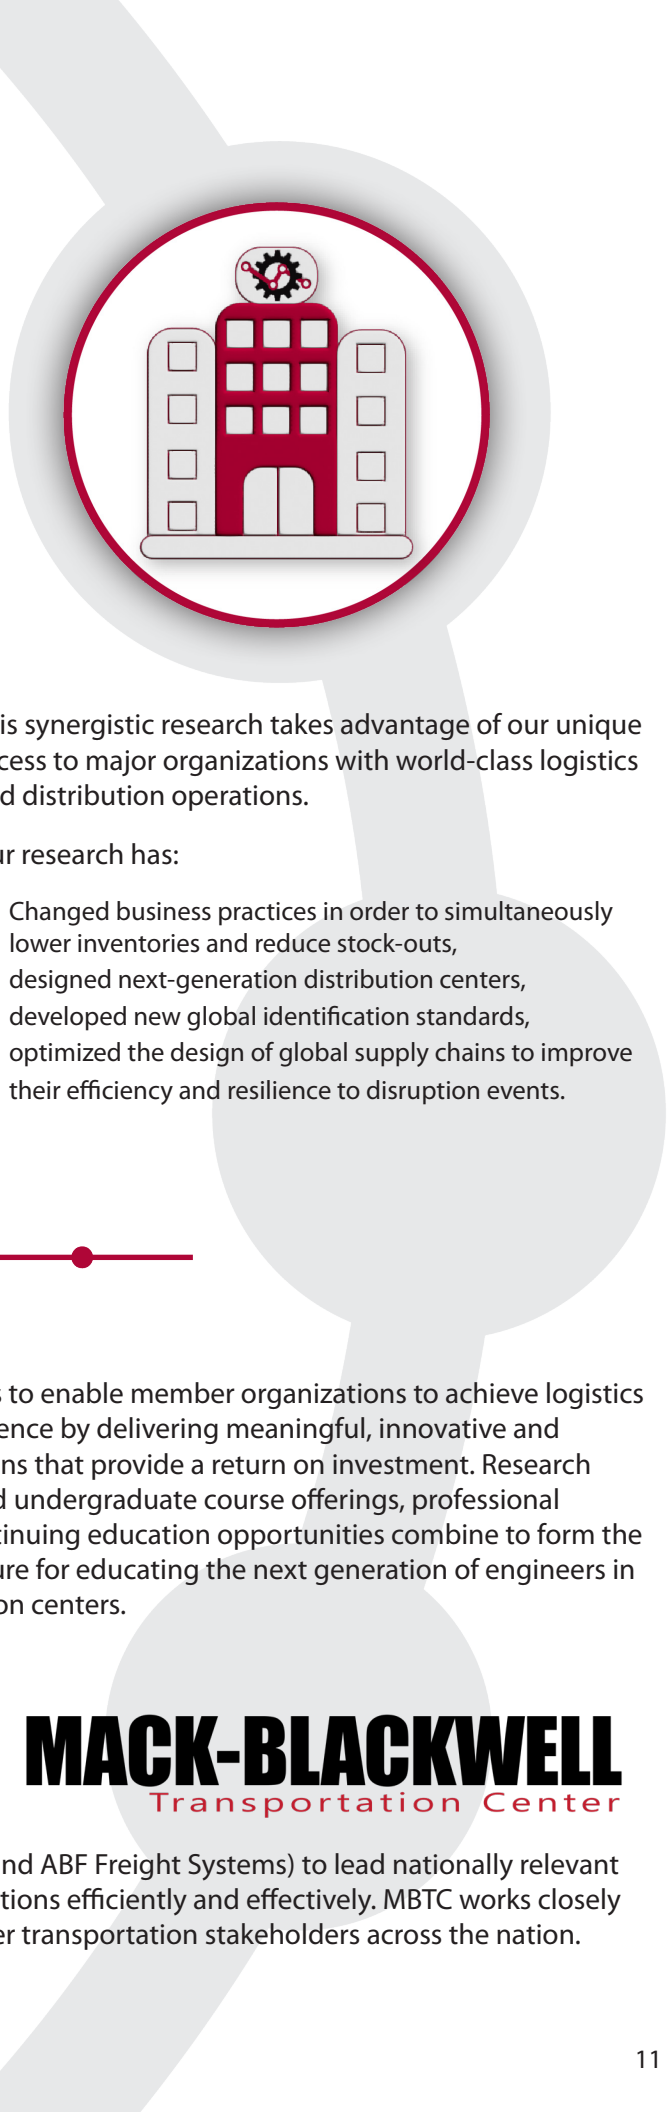 is synergistic research takes advantage of our unique
cess to major organizations with world-class logistics
d distribution operations.
ur research has:
Changed business practices in order to simultaneously
lower inventories and reduce stock-outs,
designed next-generation distribution centers,
developed new global identification standards,
optimized the design of global supply chains to improve
their efficiency and resilience to disruption events.
s to enable member organizations to achieve logistics
ence by delivering meaningful, innovative and
ns that provide a return on investment. Research
d undergraduate course offerings, professional
tinuing education opportunities combine to form the
ure for educating the next generation of engineers in
on centers.
MACK-BLACKWELL
Transportation Center
nd ABF Freight Systems) to lead nationally relevant
tions efficiently and effectively. MBTC works closely
er transportation stakeholders across the nation.
11